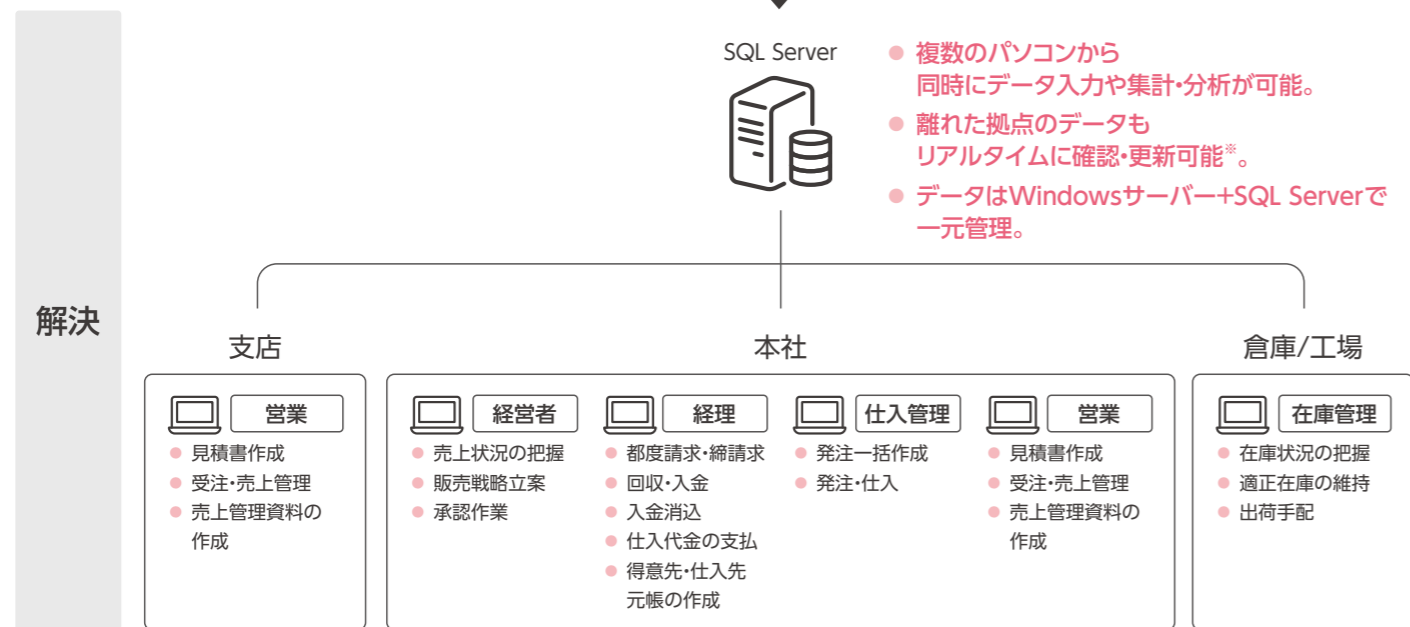 SQL Server
● 複数のパソコンから
同時にデータ入力や集計・分析が可能。
● 離れた拠点のデータも
リアルタイムに確認・更新可能※。
● データはWindowsサーバー+SQL Serverで
一元管理。
解決
支店
営業
● 見積書作成
● 受注・売上管理
● 売上管理資料の
作成
本社
経営者
● 売上状況の把握
● 販売戦略立案
● 承認作業
経理
● 都度請求・締請求
● 回収・入金
● 入金消込
● 仕入代金の支払
● 得意先・仕入先
元帳の作成
仕入管理
● 発注一括作成
● 発注・仕入
営業
● 見積書作成
● 受注・売上管理
● 売上管理資料の
作成
倉庫/工場
在庫管理
● 在庫状況の把握
● 適正在庫の維持
● 出荷手配